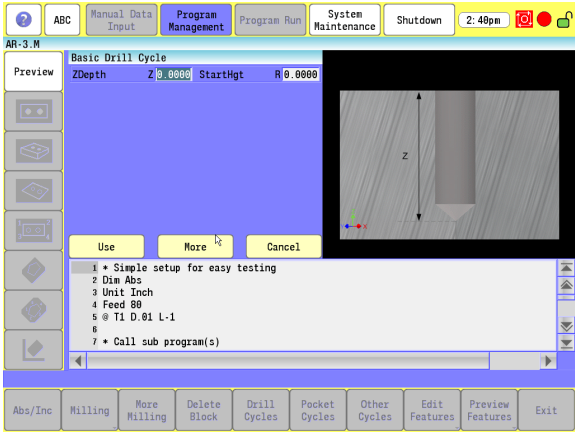 ?
ABC
Manual Data
Input
Program
Management
Program Run
System
Maintenance
Shutdown
2:40pm
AR-3.M
Preview
Basic Drill Cycle
ZDepth Z 0.0000 StartHgt R 0.0000
Z
X
Use
More
Cancel
1 * Simple setup for easy testing
2 Dim Abs
3 Unit Inch
4 Feed 80
5 @ T1 D.01 L-1
6
7 * Call sub program(s)
Abs/Inc
Milling
More
Milling
Delete
Block
Drill
Cycles
Pocket
Cycles
Other
Cycles
Edit
Features
Preview
Features
Exit